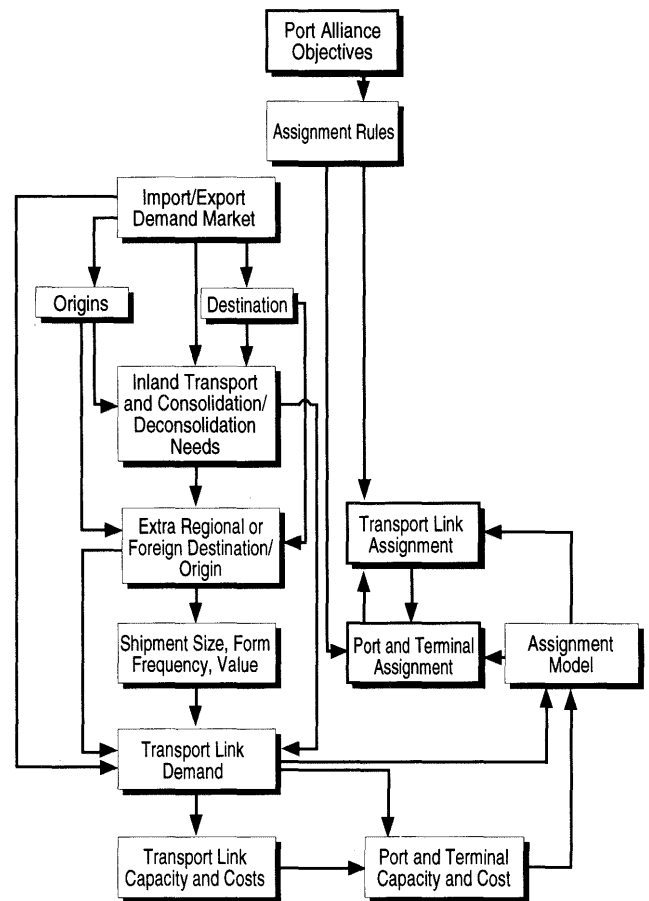 Port Alliance
Objectives
Assignment Rules
Import/Export
Demand Market
Origins
Destination
Inland Transport
and Consolidation/
Deconsolidation
Needs
Extra Regional or
Foreign Destination/
Origin
Transport Link
Assignment
Shipment Size, Form
Frequency, Value
Port and Terminal
Assignment
Assignment
Model
Transport Link
Demand
Transport Link
Capacity and Costs
Port and Terminal
Capacity and Cost